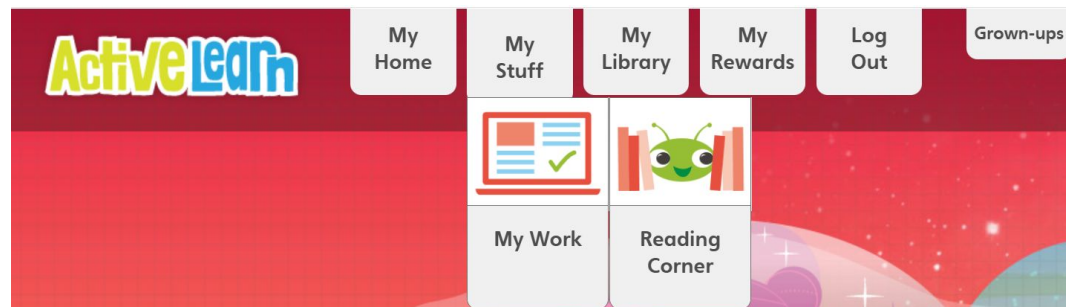 ActiveLearn
My
Home
My
Stuff
My
Library
My
Rewards
Log
Out
Grown-ups
My Work
Reading
Corner